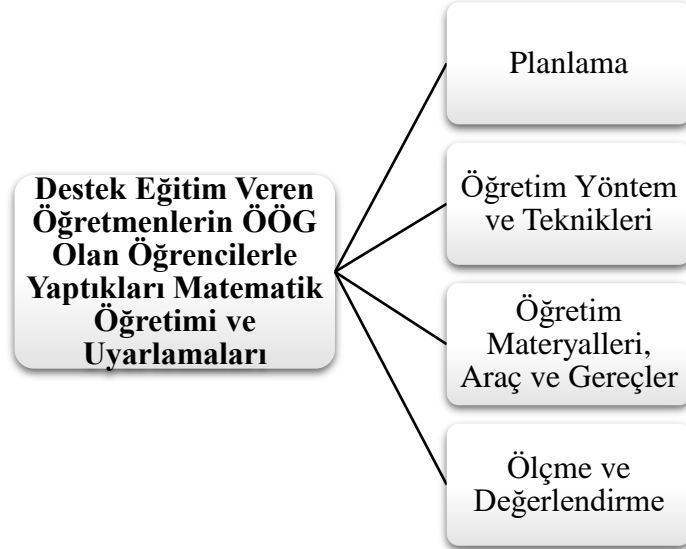 Destek Eğitim Veren
Öğretmenlerin ÖÖG
Olan Öğrencilerle
Yaptıkları Matematik
Öğretimi ve
Uyarlamaları
Planlama
Öğretim Yöntem
ve Teknikleri
Öğretim
Materyalleri,
Araç ve Gereçler
Ölçme ve
Değerlendirme